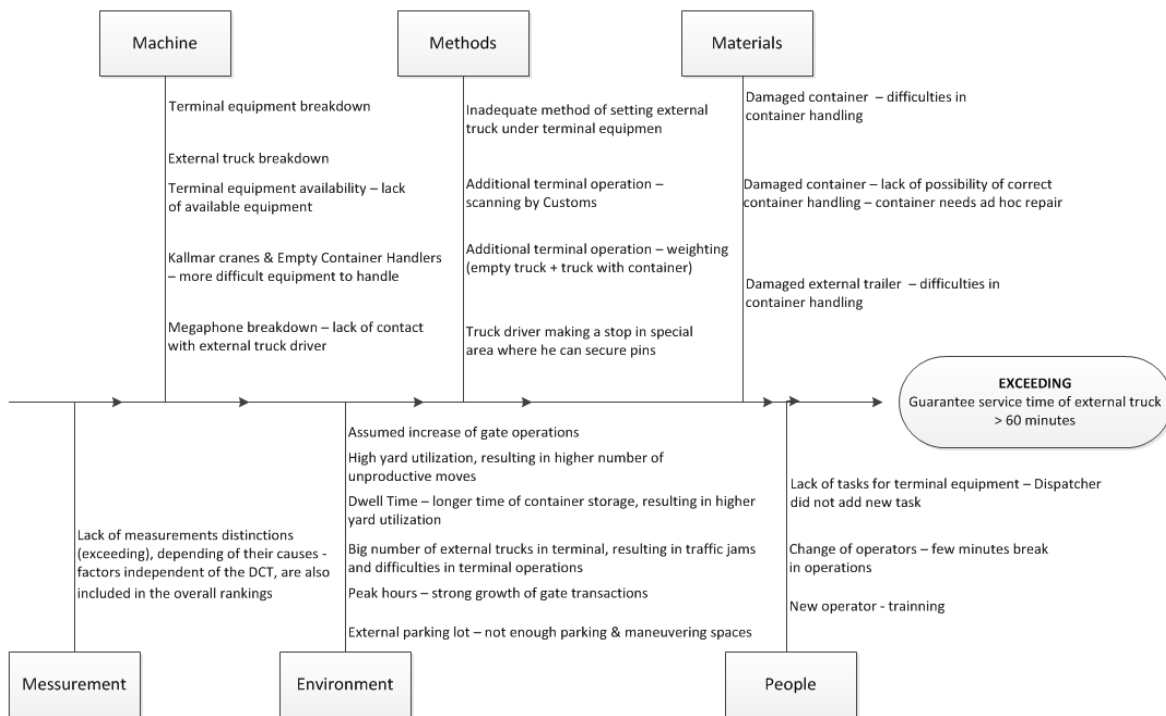 Machine
Methods
Materials
Terminal equipment breakdown
External truck breakdown
Terminal equipment availability – lack
of available equipment
Kallmar cranes & Empty Container Handlers
– more difficult equipment to handle
Megaphone breakdown – lack of contact
with external truck driver
Inadequate method of setting external
truck under terminal equipmen
Additional terminal operation –
scanning by Customs
Additional terminal operation – weighting
(empty truck + truck with container)
Truck driver making a stop in special
area where he can secure pins
Damaged container – difficulties in
container handling
Damaged container – lack of possibility of correct
container handling – container needs ad hoc repair
Damaged external trailer – difficulties in
container handling
EXCEEDING
Guarantee service time of external truck
> 60 minutes
Lack of measurements distinctions
(exceeding), depending of their causes -
factors independent of the DCT, are also
included in the overall rankings
Assumed increase of gate operations
High yard utilization, resulting in higher number of
unproductive moves
Dwell Time – longer time of container storage, resulting in higher
yard utilization
Big number of external trucks in terminal, resulting in traffic jams
and difficulties in terminal operations
Peak hours – strong growth of gate transactions
External parking lot – not enough parking & maneuvering spaces
Lack of tasks for terminal equipment – Dispatcher
did not add new task
Change of operators – few minutes break
in operations
New operator - trainning
Messurement
Environment
People